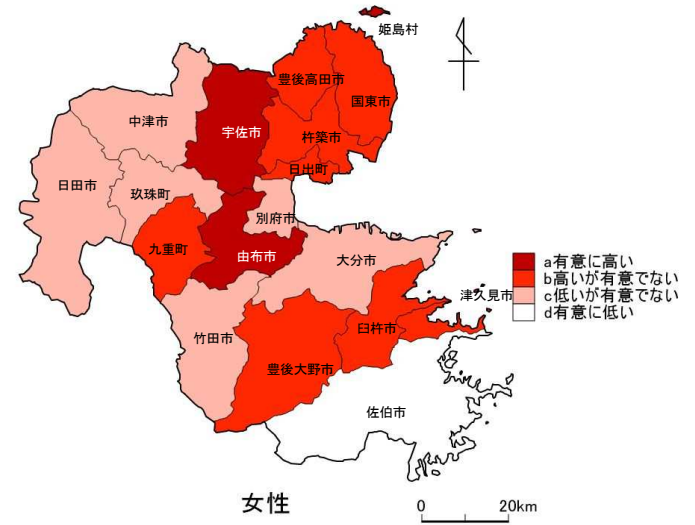 姫島村
豊後高田市
国東市
中津市
宇佐市
杵築市
日出町
日田市
玖珠町
別府市
九重町
由布市
大分市
a有意に高い
b高いが有意でない
c低いが有意でない
d有意に低い
津久見市
竹田市
臼杵市
豊後大野市
佐伯市
女性
0 20km